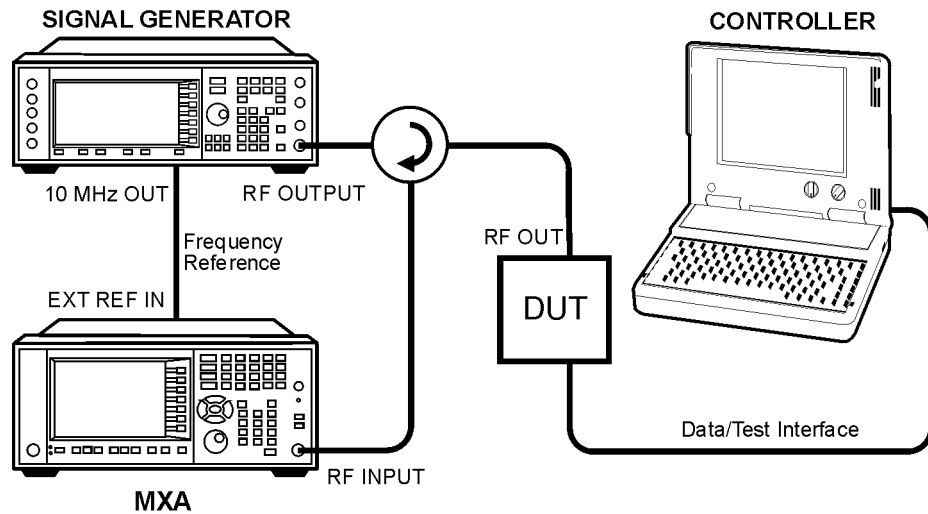 SIGNAL GENERATOR
CONTROLLER
10 MHz OUT
RF OUTPUT
RF OUT
Frequency
Reference
EXT REF IN
DUT
Data/Test Interface
RF INPUT
MXA